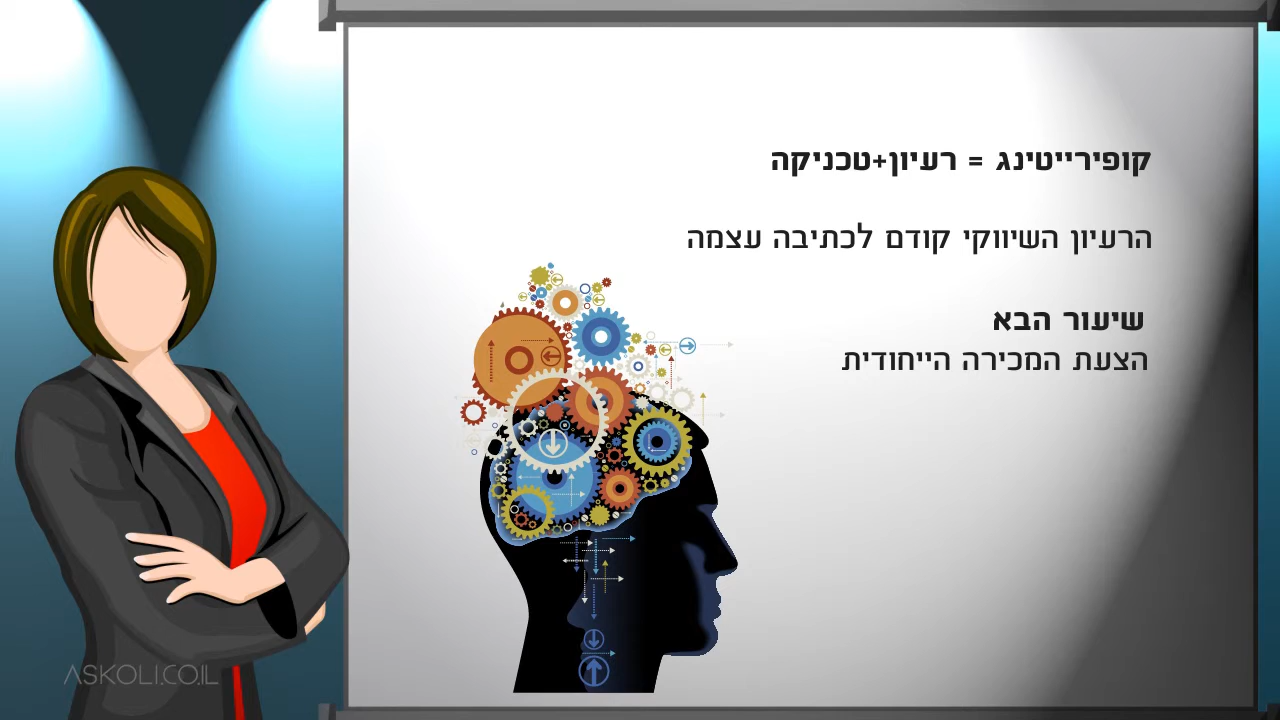 קופירייטינג = רעיון+טכניקה
הרעיון השיווקי קודם לכתיבה עצמה
שיעור הבא
הצעת המכירה הייחודית
ASKOLI.CO.IL